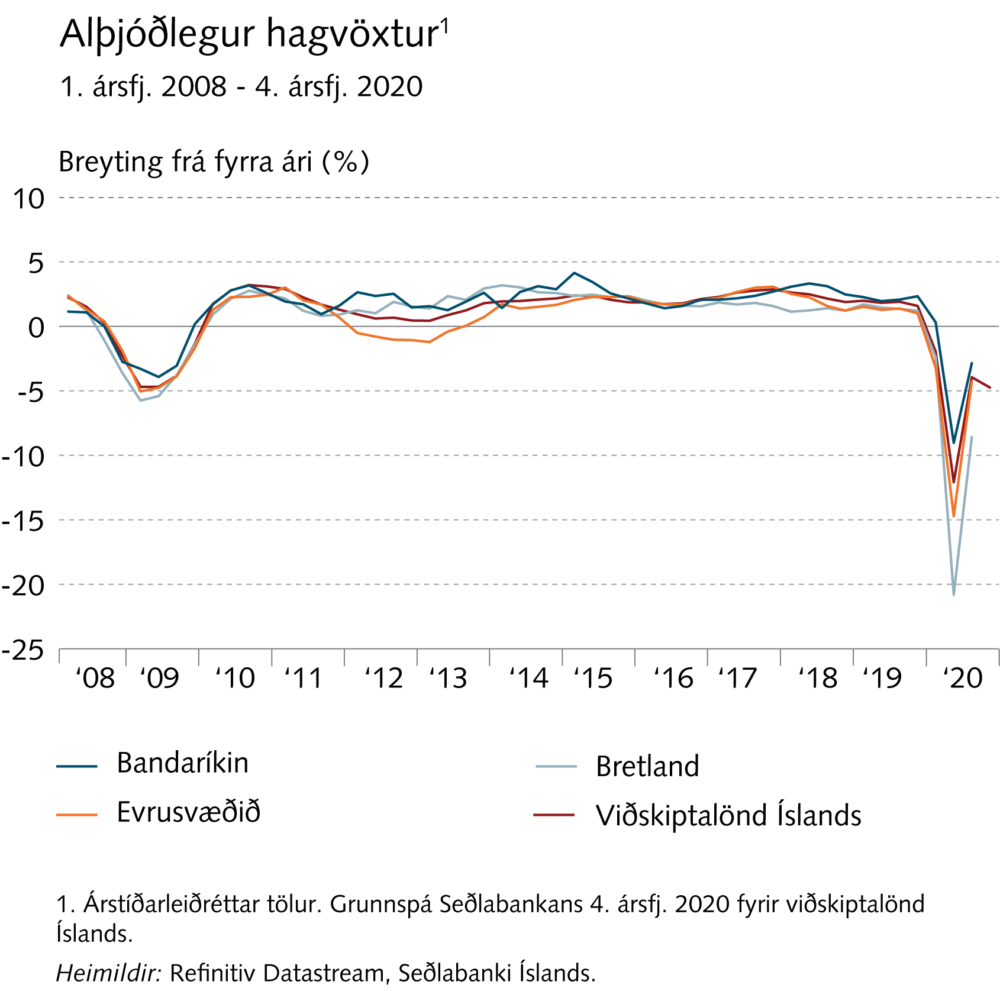 Alþjóðlegur hagvöxtur¹
1. ársfj. 2008 - 4. ársfj. 2020
Breyting frá fyrra ári (%)
10
5
0
-5
-10
-15
-20
-25
‘08 ‘09 ‘10 ‘11 ‘12 ‘13 ‘14 ‘15 ‘16 ‘17 ‘18 ‘19 ‘20
Bandaríkin
Bretland
Evrusvæðið
Viðskiptalönd Íslands
1. Árstíðarleiðréttar tölur. Grunnspá Seðlabankans 4. ársfj. 2020 fyrir viðskiptalönd
Íslands.
Heimildir: Refinitiv Datastream, Seðlabanki Íslands.